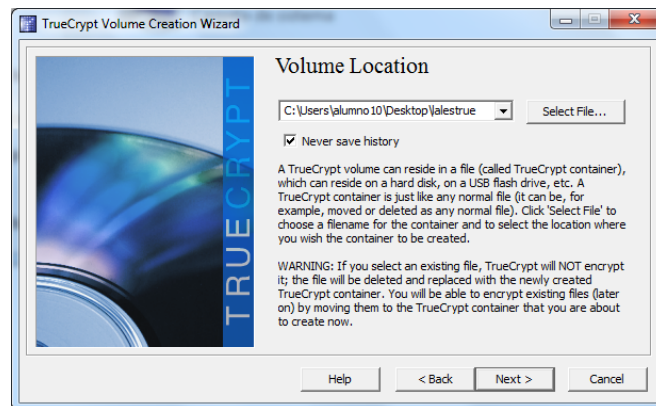 de sistema
TrueCrypt Volume Creation Wizard
TRUECRYPT
Volume Location
C:\Users\alumno10\Desktop\lalestrue
Select File...
Never save history
A TrueCrypt volume can reside in a file (called TrueCrypt container),
which can reside on a hard disk, on a USB flash drive, etc. A
TrueCrypt container is just like any normal file (it can be, for
example, moved or deleted as any normal file). Click 'Select File' to
choose a filename for the container and to select the location where
you wish the container to be created.
WARNING: If you select an existing file, TrueCrypt will NOT encrypt
it; the file will be deleted and replaced with the newly created
TrueCrypt container. You will be able to encrypt existing files (later
on) by moving them to the TrueCrypt container that you are about
to create now.
Help
< Back
Next >
Cancel